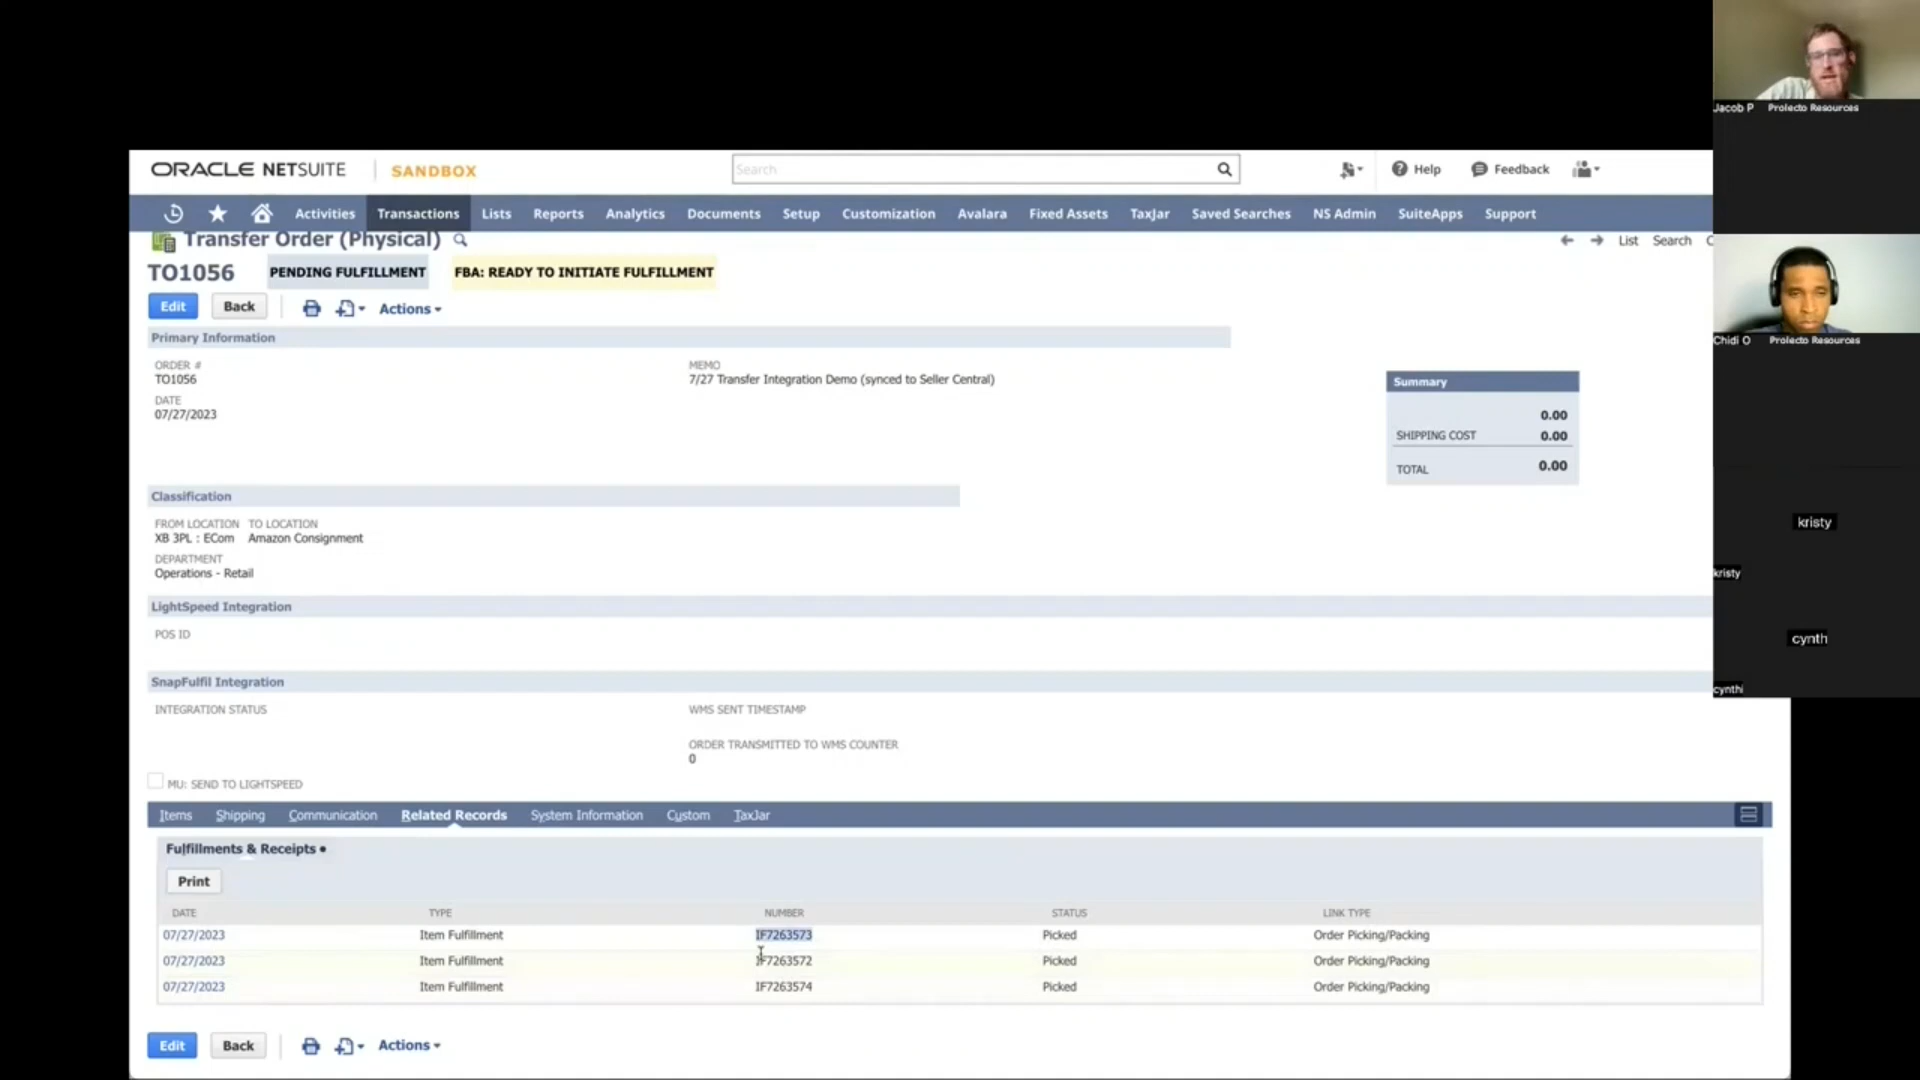 Jacob P Prolecto Resources
ORACLE NETSUITE SANDBOX Search Help Feedback
Activities Transactions Lists Reports Analytics Documents Setup Customization Avalara Fixed Assets TaxJar Saved Searches NS Admin SuiteApps Support
Transfer Order (Physical) List Search
TO1056 PENDING FULFILLMENT FBA: READY TO INITIATE FULFILLMENT
Edit Back Actions
Primary Information
Chidi O Prolecto Resources
ORDER # MEMO
TO1056 7/27 Transfer Integration Demo (synced to Seller Central)
Summary
DATE
07/27/2023 0.00
SHIPPING COST 0.00
TOTAL 0.00
Classification
FROM LOCATION TO LOCATION
kristy
XB 3PL : ECom Amazon Consignment
DEPARTMENT
Operations - Retail
kristy
LightSpeed Integration
POS ID
cynth
SnapFulfil Integration
cynthi
INTEGRATION STATUS WMS SENT TIMESTAMP
ORDER TRANSMITTED TO WMS COUNTER
0
MU: SEND TO LIGHTSPEED
Items Shipping Communication Related Records System Information Custom TaxJar
Fulfillments & Receipts •
Print
DATE TYPE NUMBER STATUS LINK TYPE
07/27/2023 Item Fulfillment IF7263573 Picked Order Picking/Packing
07/27/2023 Item Fulfillment IF7263572 Picked Order Picking/Packing
07/27/2023 Item Fulfillment IF7263574 Picked Order Picking/Packing
Edit Back Actions